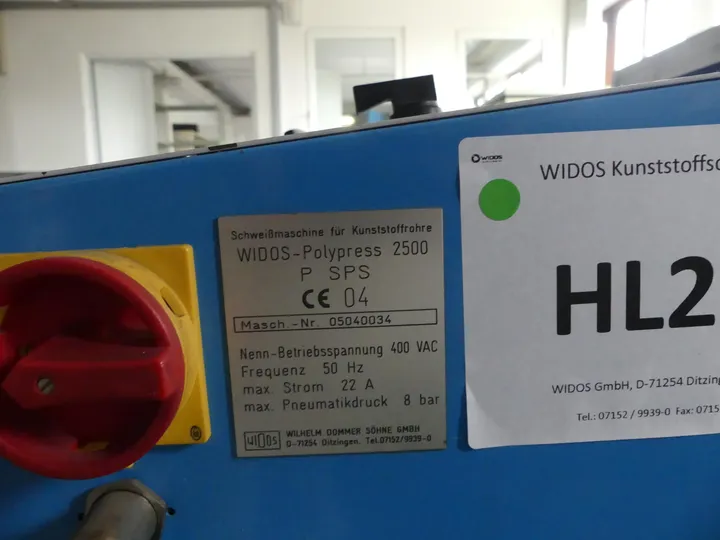 Schweißmaschine für Kunststoffrohre
WIDOS-Polypress 2500
P SPS
CE 04
Masch.-Nr. 05040034
Nenn-Betriebsspannung 400 VAC
Frequenz 50 Hz
max. Strom 22 A
max. Pneumatikdruck 8 bar
WIDOS
WILHELM DOMMER SÖHNE GMBH
D-71254 Ditzingen. Tel.07152/9939-0
WIDOS
WIDOS Kunststoffsc
HL2
WIDOS GmbH, D-71254 Ditzing
Tel.: 07152 / 9939-0 Fax: 0715